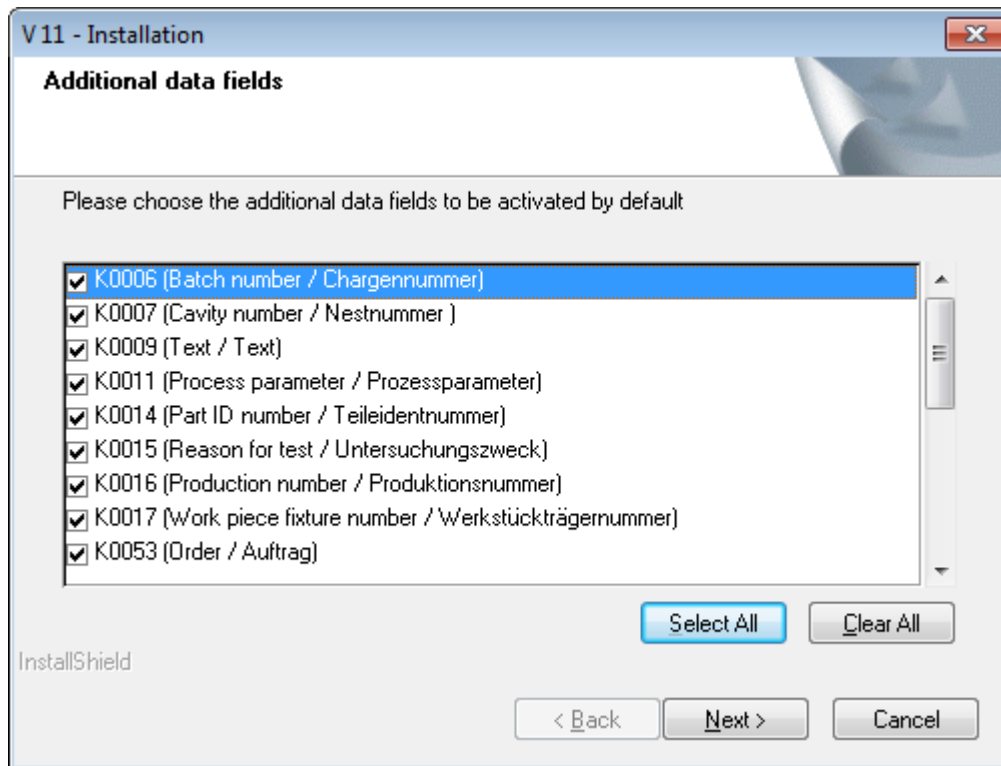 V 11 - Installation
Additional data fields
Please choose the additional data fields to be activated by default
K0006 (Batch number / Chargennummer)
K0007 (Cavity number / Nestnummer )
K0009 (Text / Text)
K0011 (Process parameter / Prozessparameter)
K0014 (Part ID number / Teileidentnummer)
K0015 (Reason for test / Untersuchungszweck)
K0016 (Production number / Produktionsnummer)
K0017 (Work piece fixture number / Werkstückträgernummer)
K0053 (Order / Auftrag)
Select All Clear All
InstallShield
< Back Next > Cancel